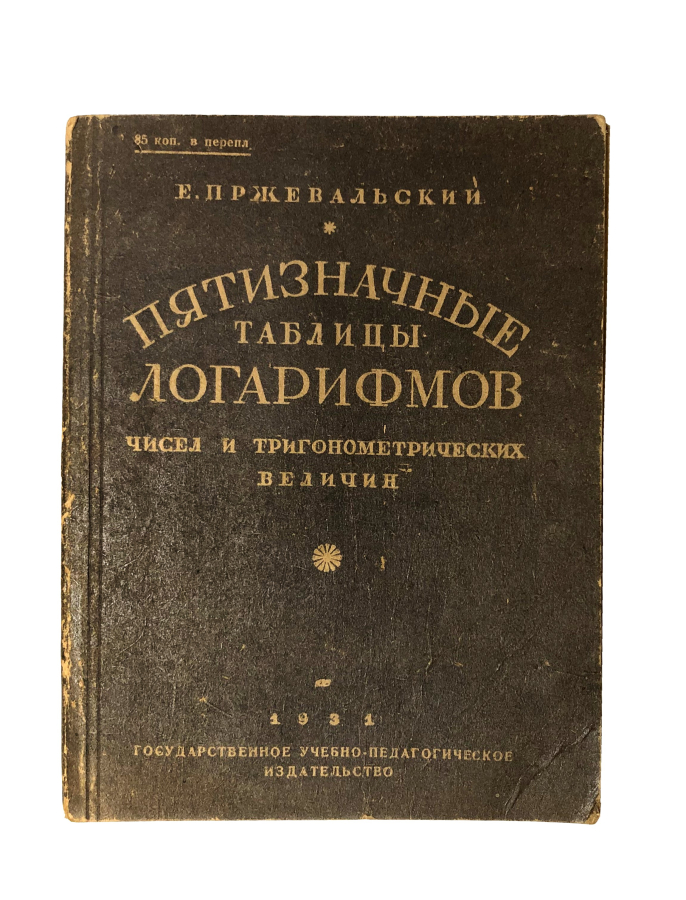 85 коп. в перепл
Е. ПРЖЕВАЛЬСКИЙ
ПЯТИЗНАЧНЫЕ
ТАБЛИЦЫ
ЛОГАРИФМОВ
ЧИСЕЛ И ТРИГОНОМЕТРИЧЕСКИХ
ВЕЛИЧИН
1931
ГОСУДАРСТВЕННОЕ УЧЕБНО-ПЕДАГОГИЧЕСКОЕ
ИЗДАТЕЛЬСТВО